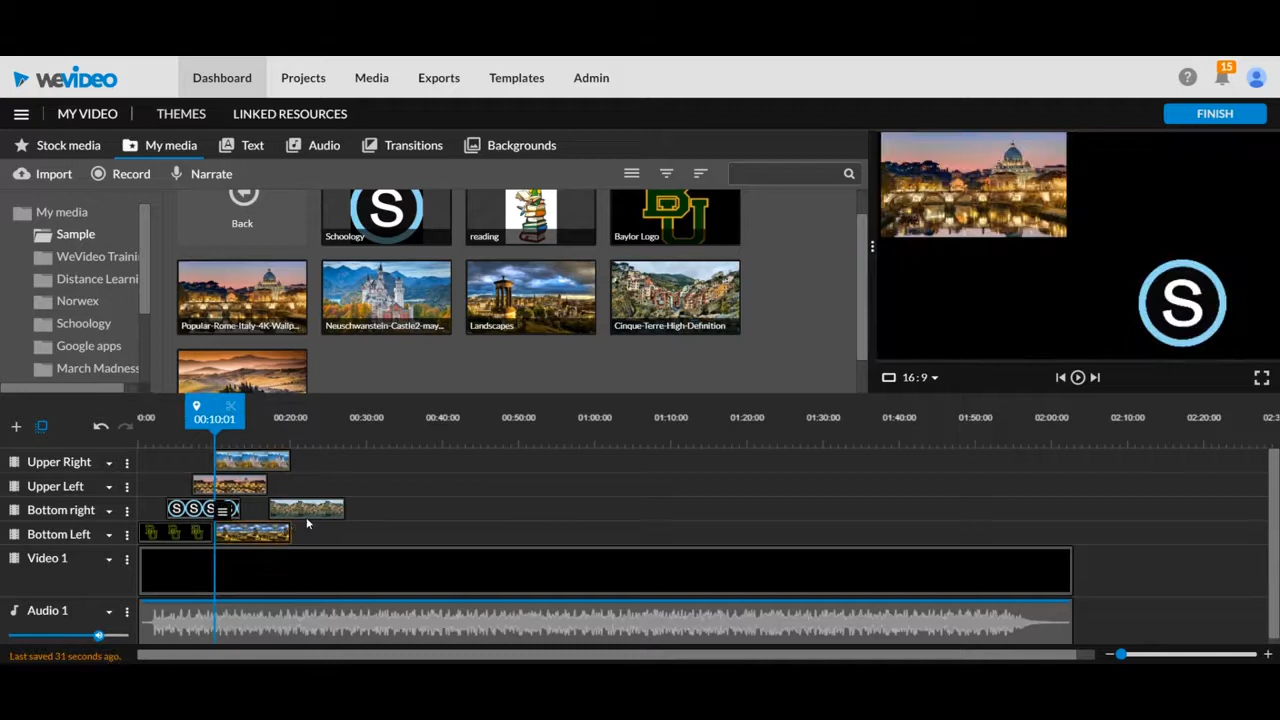 WEVIDEO Dashboard Projects Media Exports Templates Admin ? 15
MY VIDEO THEMES LINKED RESOURCES FINISH
Stock media My media Text Audio Transitions Backgrounds
Import Record Narrate
My media
Sample
WeVideo Traini
Distance Learni
Norwex
Schoology
Google apps
March Madness
Back
S
Schoology
reading
BU
Baylor Logo
Popular-Rome-Italy-4K-Wallp...
Neuschwanstein-Castle2-may...
Landscapes
Cinque-Terre-High-Definition
S
16:9
0:00 00:10:01 00:20:00 00:30:00 00:40:00 00:50:00 01:00:00 01:10:00 01:20:00 01:30:00 01:40:00 01:50:00 02:00:00 02:10:00 02:20:00 02:3
Upper Right
Upper Left
Bottom right
S S S
Bottom Left
BU BU BU
Video 1
Audio 1
Last saved 31 seconds ago.